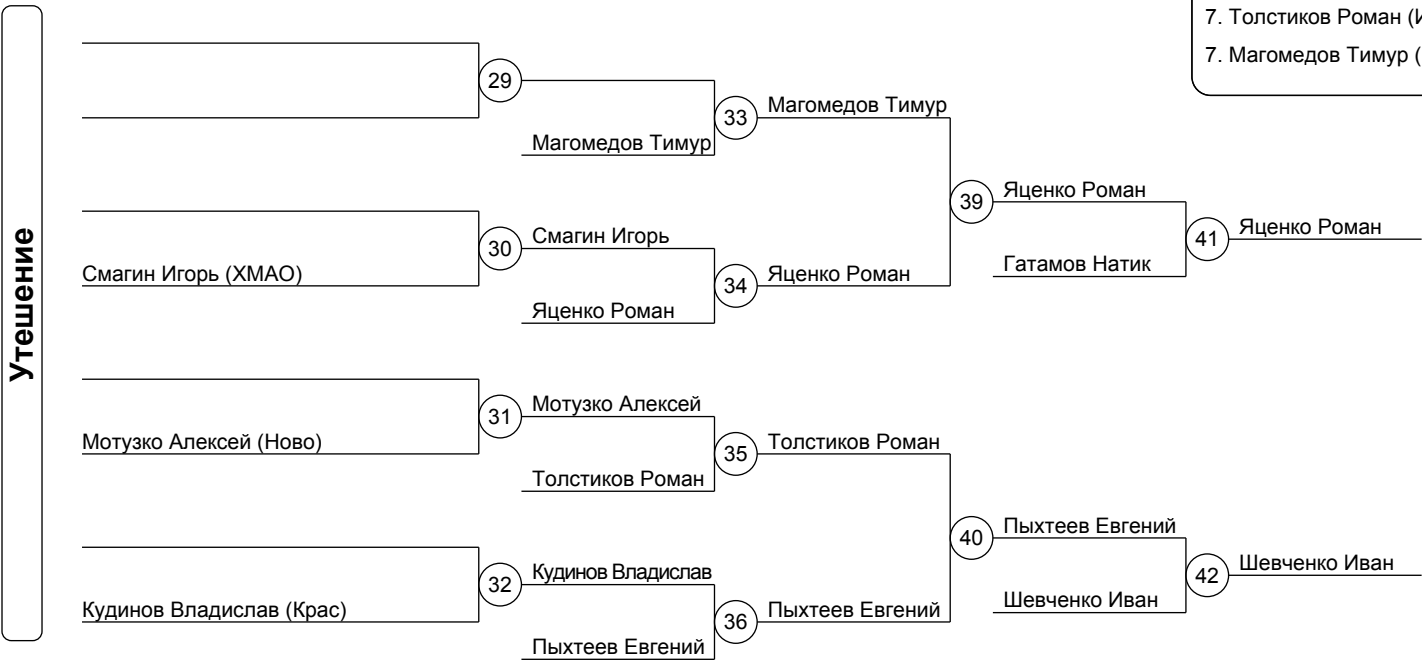 Утешение
7. Толстиков Роман (И
7. Магомедов Тимур (
29
33
Магомедов Тимур
Магомедов Тимур
39
Яценко Роман
Смагин Игорь (ХМАО)
30
Смагин Игорь
34
Яценко Роман
Яценко Роман
Гатамов Натик
41
Яценко Роман
Мотузко Алексей (Ново)
31
Мотузко Алексей
35
Толстиков Роман
Толстиков Роман
40
Пыхтеев Евгений
Кудинов Владислав (Крас)
32
Кудинов Владислав
36
Пыхтеев Евгений
Пыхтеев Евгений
Шевченко Иван
42
Шевченко Иван